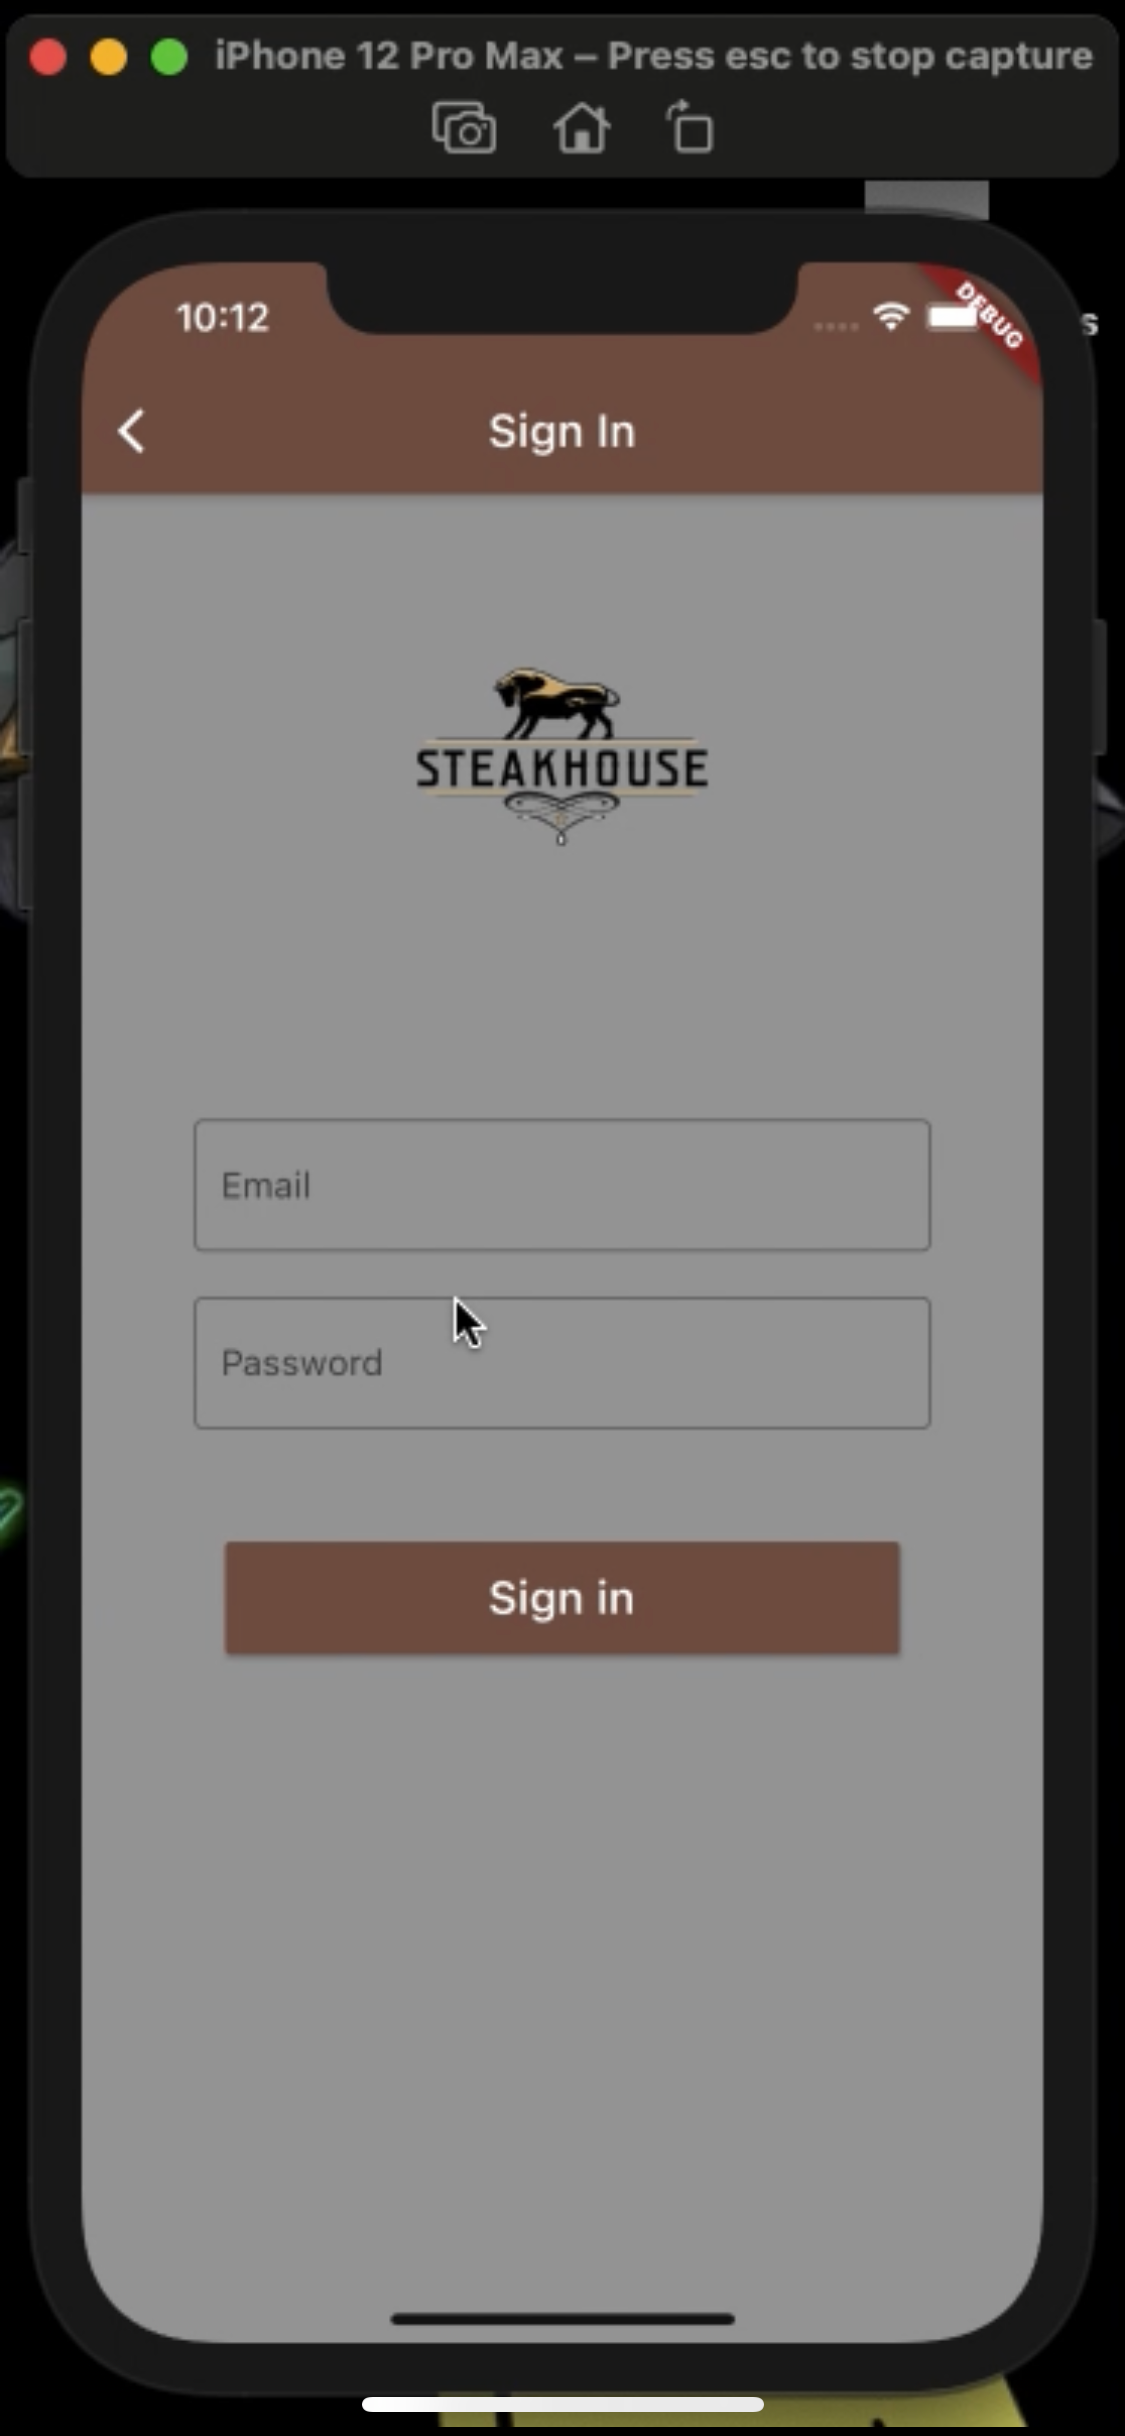 iPhone 12 Pro Max – Press esc to stop capture
10:12
DEBUG
s
Sign In
STEAKHOUSE
Email
Password
Sign in